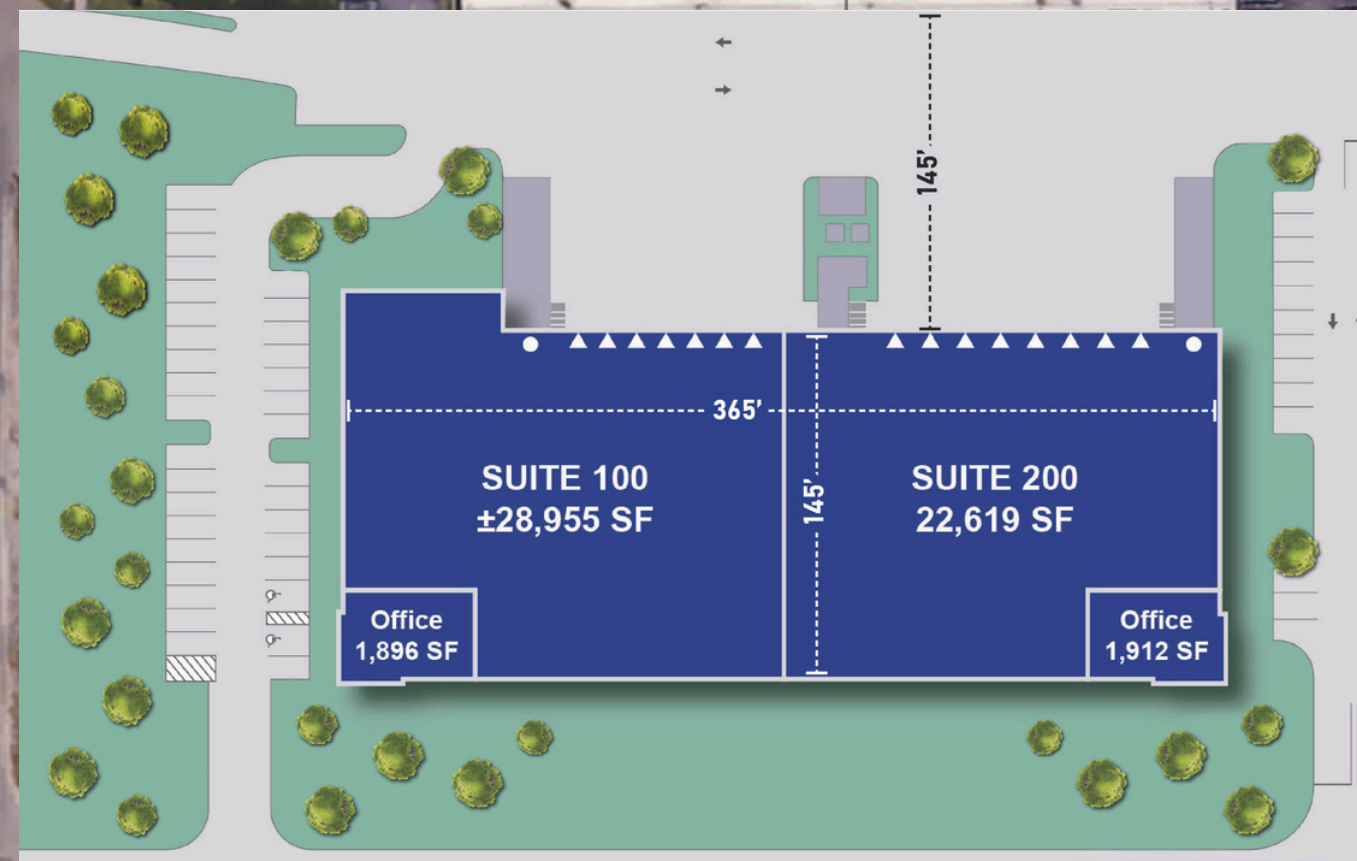 145'
365'
SUITE 100
±28,955 SF
145'
SUITE 200
22,619 SF
Office
1,896 SF
Office
1,912 SF